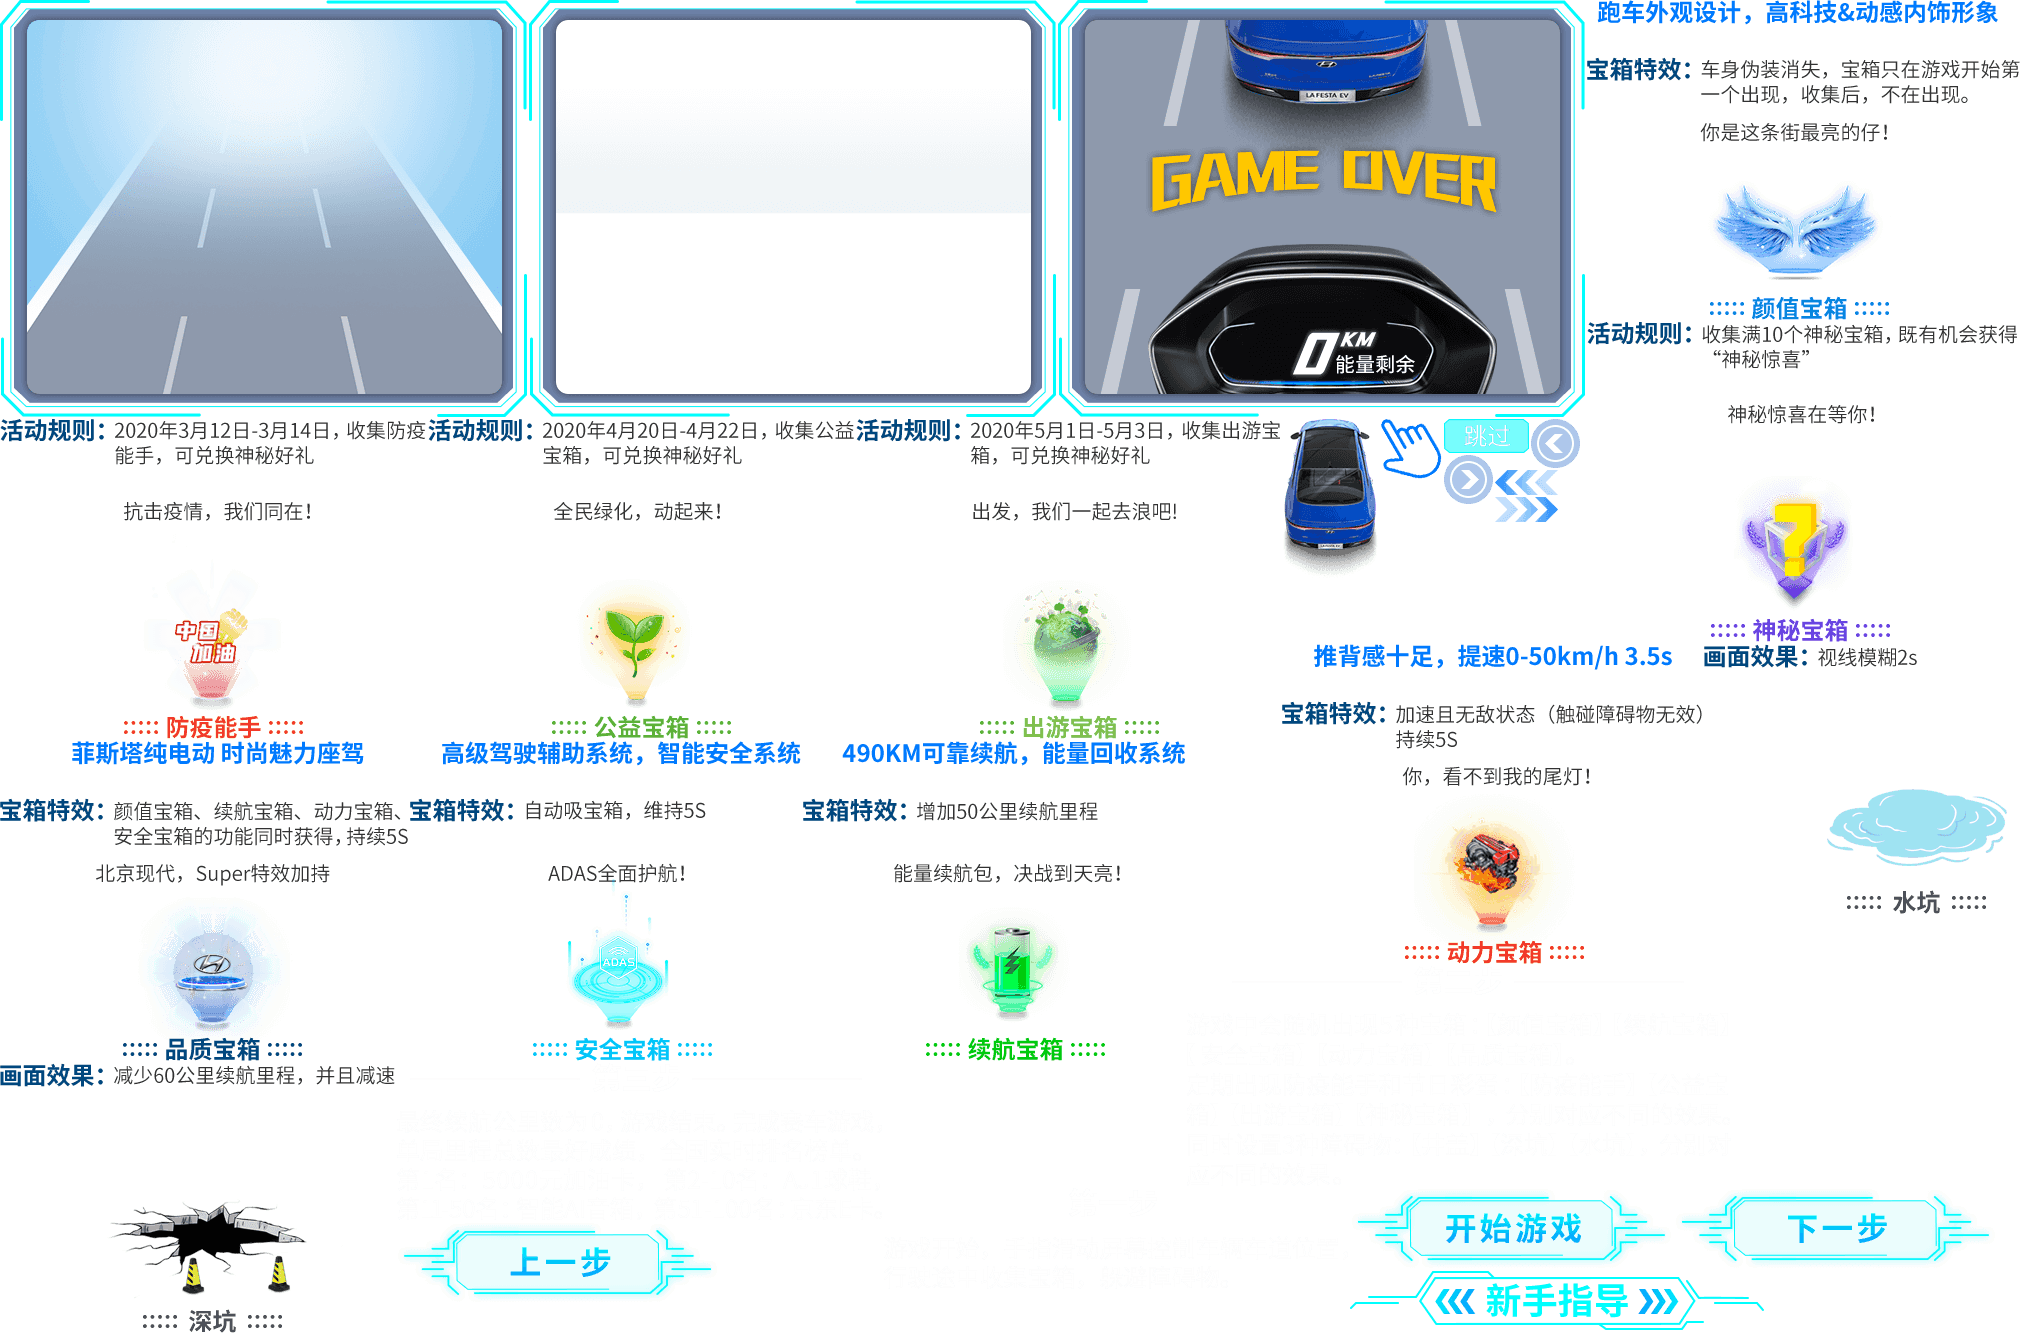 跑车外观设计，高科技&动感内饰形象
宝箱特效：车身伪装消失，宝箱只在游戏开始第
一个出现，收集后，不在出现。
你是这条街最亮的仔！
LA FESTA EV
GAME OVER
0 KM
能量剩余
颜值宝箱
活动规则：收集满10个神秘宝箱，既有机会获得
“神秘惊喜”
神秘惊喜在等你！
活动规则：2020年3月12日-3月14日，收集防疫
能手，可兑换神秘好礼
抗击疫情，我们同在！
活动规则：2020年4月20日-4月22日，收集公益
宝箱，可兑换神秘好礼
全民绿化，动起来！
活动规则：2020年5月1日-5月3日，收集出游宝
箱，可兑换神秘好礼
出发，我们一起去浪吧!
跳过
LA FESTA EV
中国
加油
防疫能手
公益宝箱
出游宝箱
神秘宝箱
推背感十足，提速0-50km/h 3.5s
画面效果：视线模糊2s
宝箱特效：加速且无敌状态（触碰障碍物无效）
持续5S
你，看不到我的尾灯！
菲斯塔纯电动 时尚魅力座驾
高级驾驶辅助系统，智能安全系统
490KM可靠续航，能量回收系统
宝箱特效：颜值宝箱、续航宝箱、动力宝箱、
安全宝箱的功能同时获得，持续5S
北京现代，Super特效加持
宝箱特效：自动吸宝箱，维持5S
ADAS全面护航！
宝箱特效：增加50公里续航里程
能量续航包，决战到天亮！
水坑
动力宝箱
ADAS
品质宝箱
安全宝箱
续航宝箱
画面效果：减少60公里续航里程，并且减速
深坑
上一步
开始游戏
下一步
新手指导